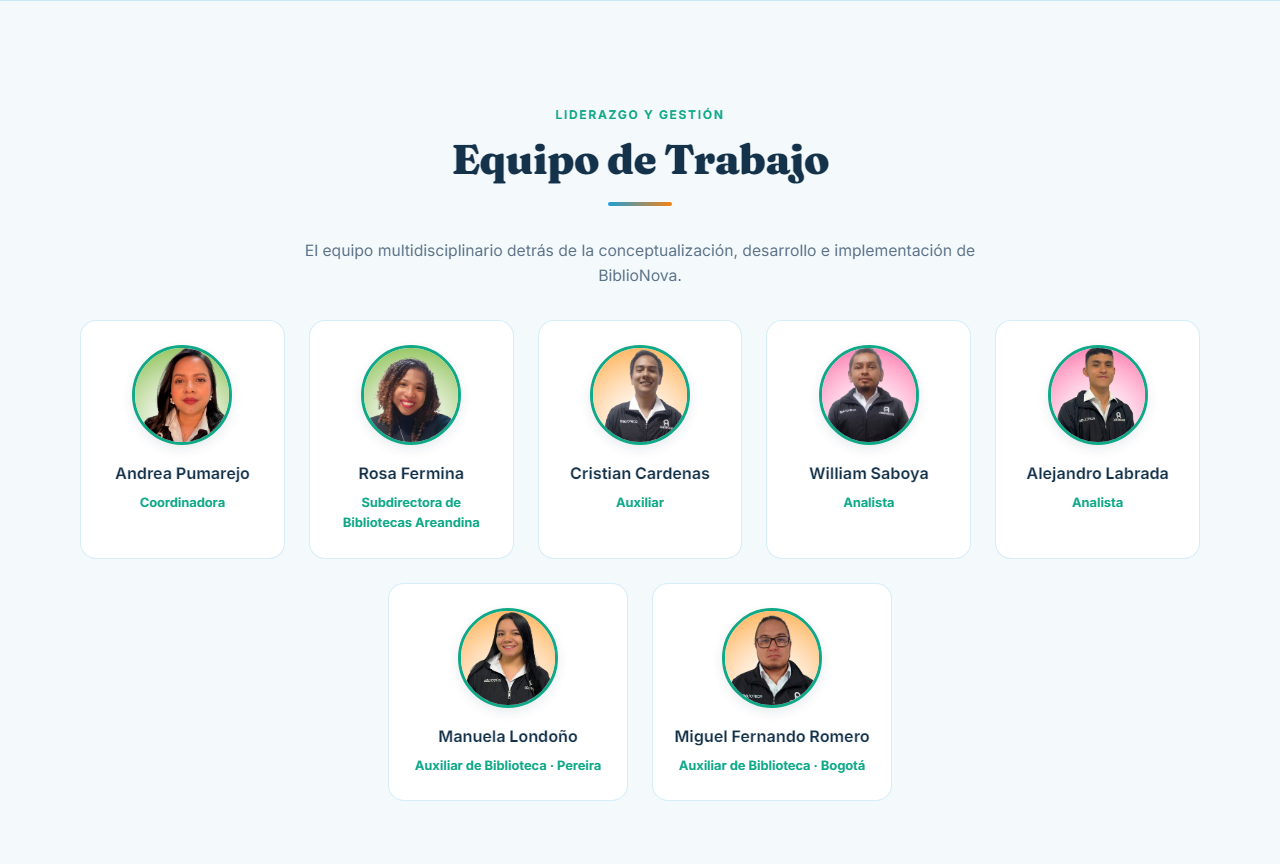 LIDERAZGO Y GESTIÓN
Equipo de Trabajo
El equipo multidisciplinario detrás de la conceptualización, desarrollo e implementación de
BiblioNova.
Andrea Pumarejo
Coordinadora
Rosa Fermina
Subdirectora de
Bibliotecas Areandina
Cristian Cardenas
Auxiliar
William Saboya
Analista
Alejandro Labrada
Analista
Manuela Londoño
Auxiliar de Biblioteca · Pereira
Miguel Fernando Romero
Auxiliar de Biblioteca · Bogotá